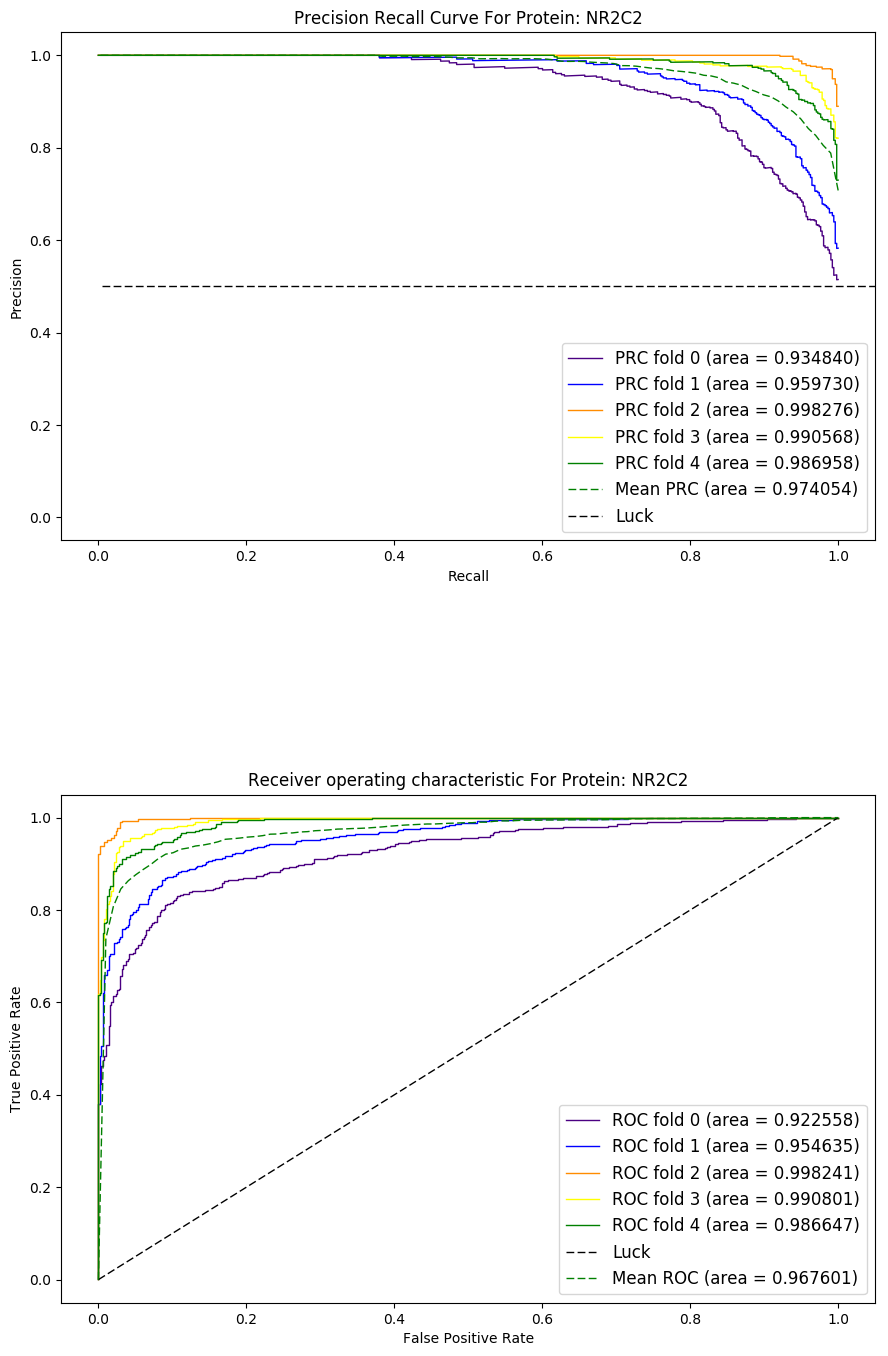 Precision Recall Curve For Protein: NR2C2
1.0
0.8
0.6
0.4
0.2
0.0
Precision
PRC fold 0 (area = 0.934840)
PRC fold 1 (area = 0.959730)
PRC fold 2 (area = 0.998276)
PRC fold 3 (area = 0.990568)
PRC fold 4 (area = 0.986958)
Mean PRC (area = 0.974054)
Luck
0.0 0.2 0.4 0.6 0.8 1.0
Recall
Receiver operating characteristic For Protein: NR2C2
1.0
0.8
0.6
0.4
0.2
0.0
True Positive Rate
ROC fold 0 (area = 0.922558)
ROC fold 1 (area = 0.954635)
ROC fold 2 (area = 0.998241)
ROC fold 3 (area = 0.990801)
ROC fold 4 (area = 0.986647)
Luck
Mean ROC (area = 0.967601)
0.0 0.2 0.4 0.6 0.8 1.0
False Positive Rate